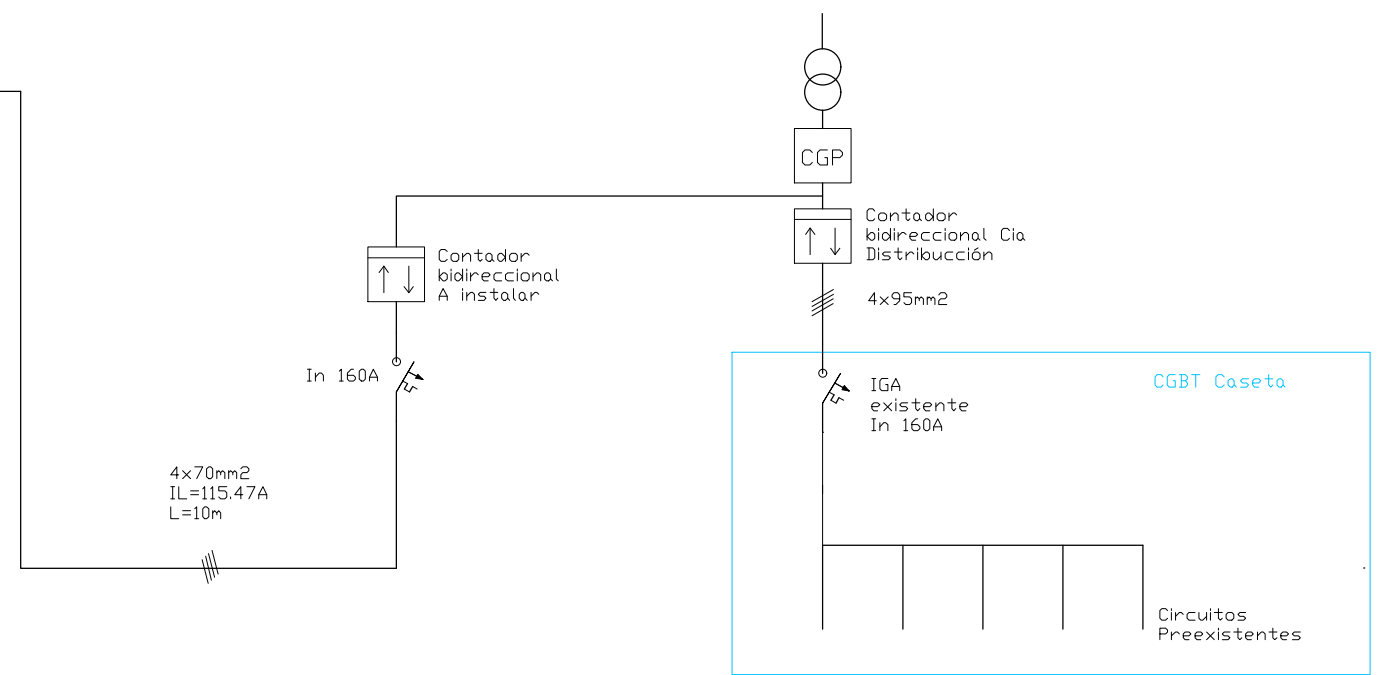 CGP
Contador
bidireccional Cia
Distribucción
Contador
bidireccional
A instalar
4x95mm2
In 160A
IGA
existente
In 160A
CGBT Caseta
4x70mm2
IL=115.47A
L=10m
Circuitos
Preexistentes